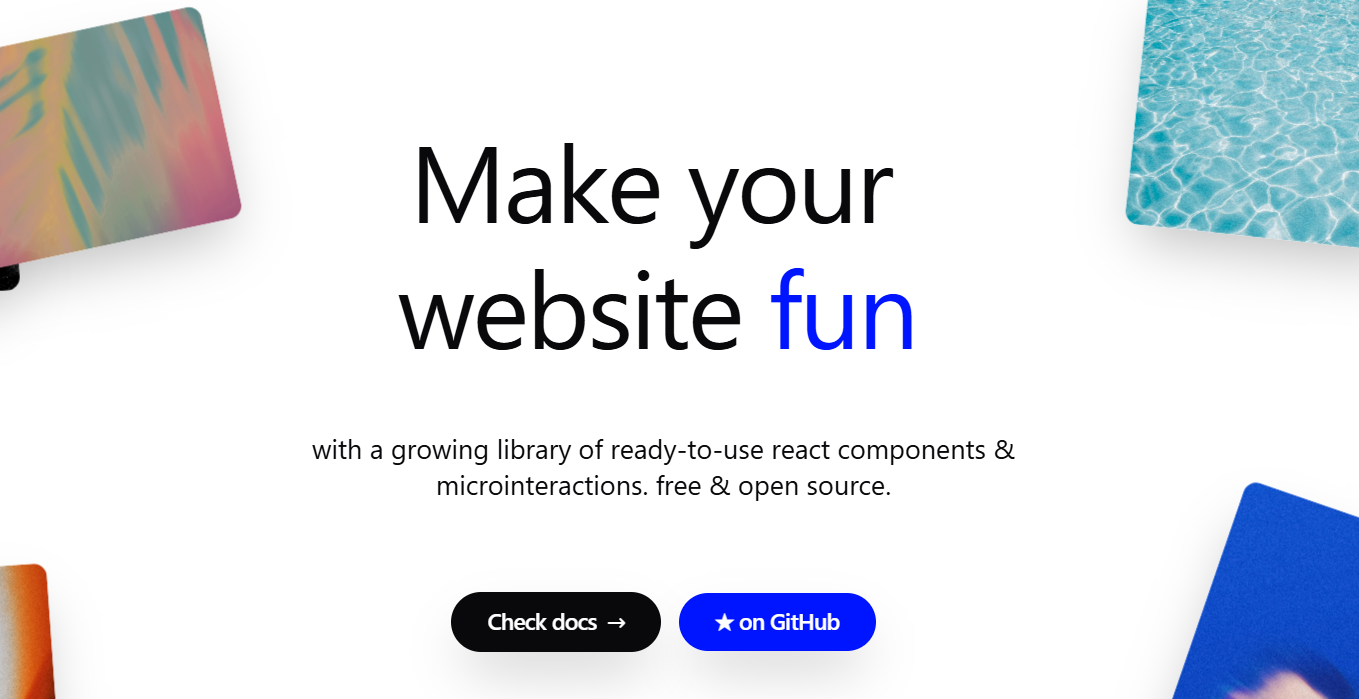 Make your
website fun
with a growing library of ready-to-use react components &
microinteractions. free & open source.
Check docs →
★ on GitHub